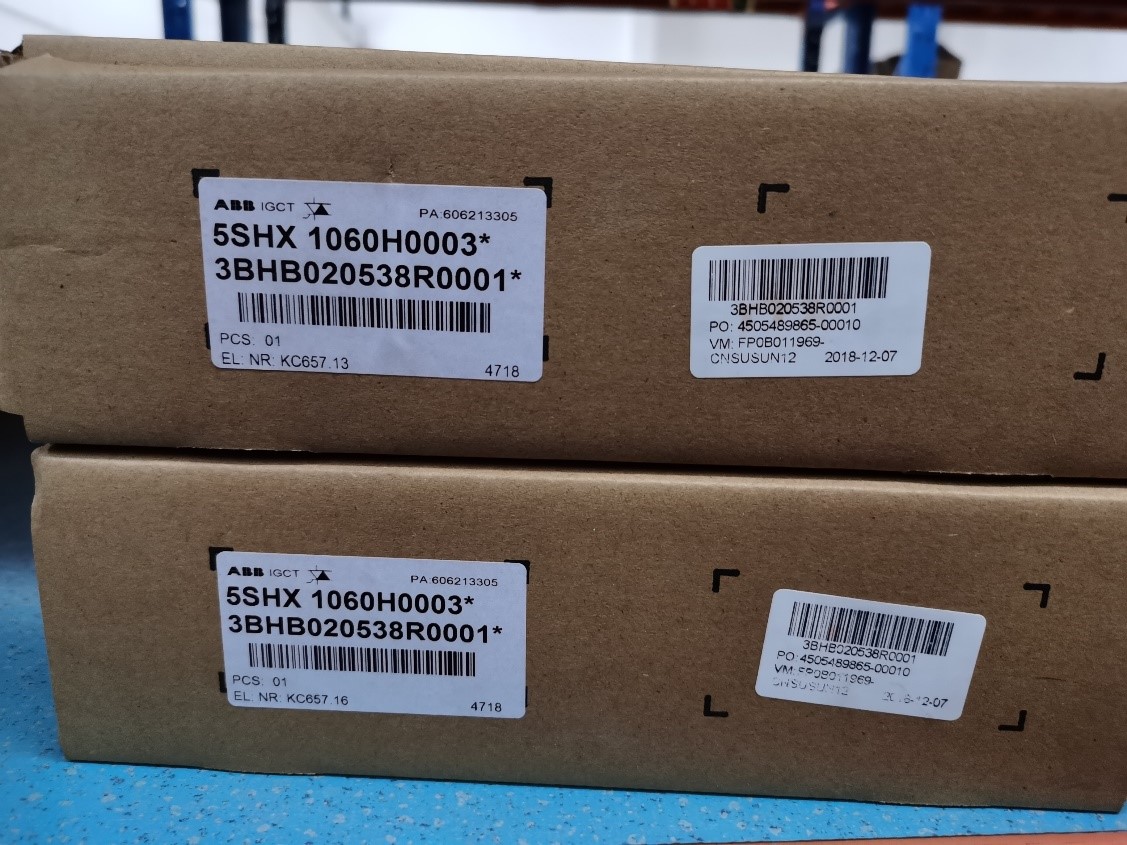 ABB IGCT
PA:606213305
5SHX 1060H0003*
3BHB020538R0001*
PCS: 01
EL: NR: KC657.13
4718
3BHB020538R0001
PO: 4505489865-00010
VM: FP0B011969-
CNSUSUN12 2018-12-07
ABB IGCT
PA:606213305
5SHX 1060H0003*
3BHB020538R0001*
PCS: 01
EL: NR: KC657.16
4718
3BHB020538R0001
PO: 4505489865-00010
VM: FP0B011969-